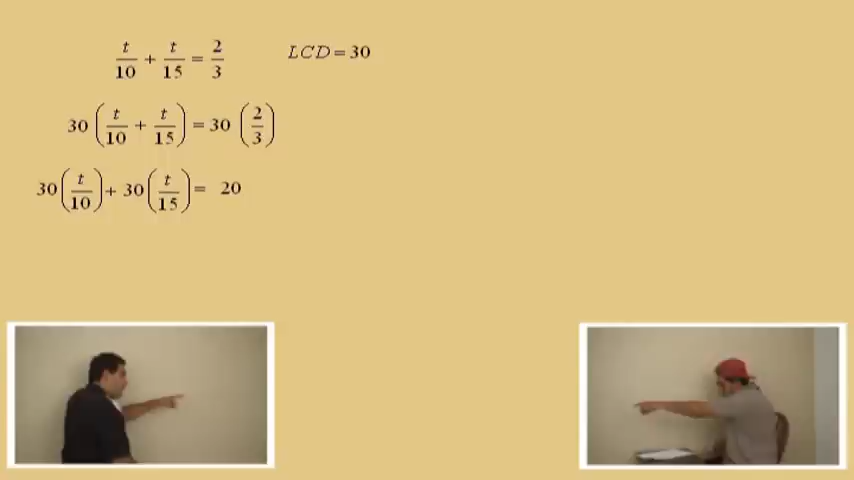 t/10 + t/15 = 2/3 LCD = 30
30 (t/10 + t/15) = 30 (2/3)
30(t/10) + 30(t/15) = 20